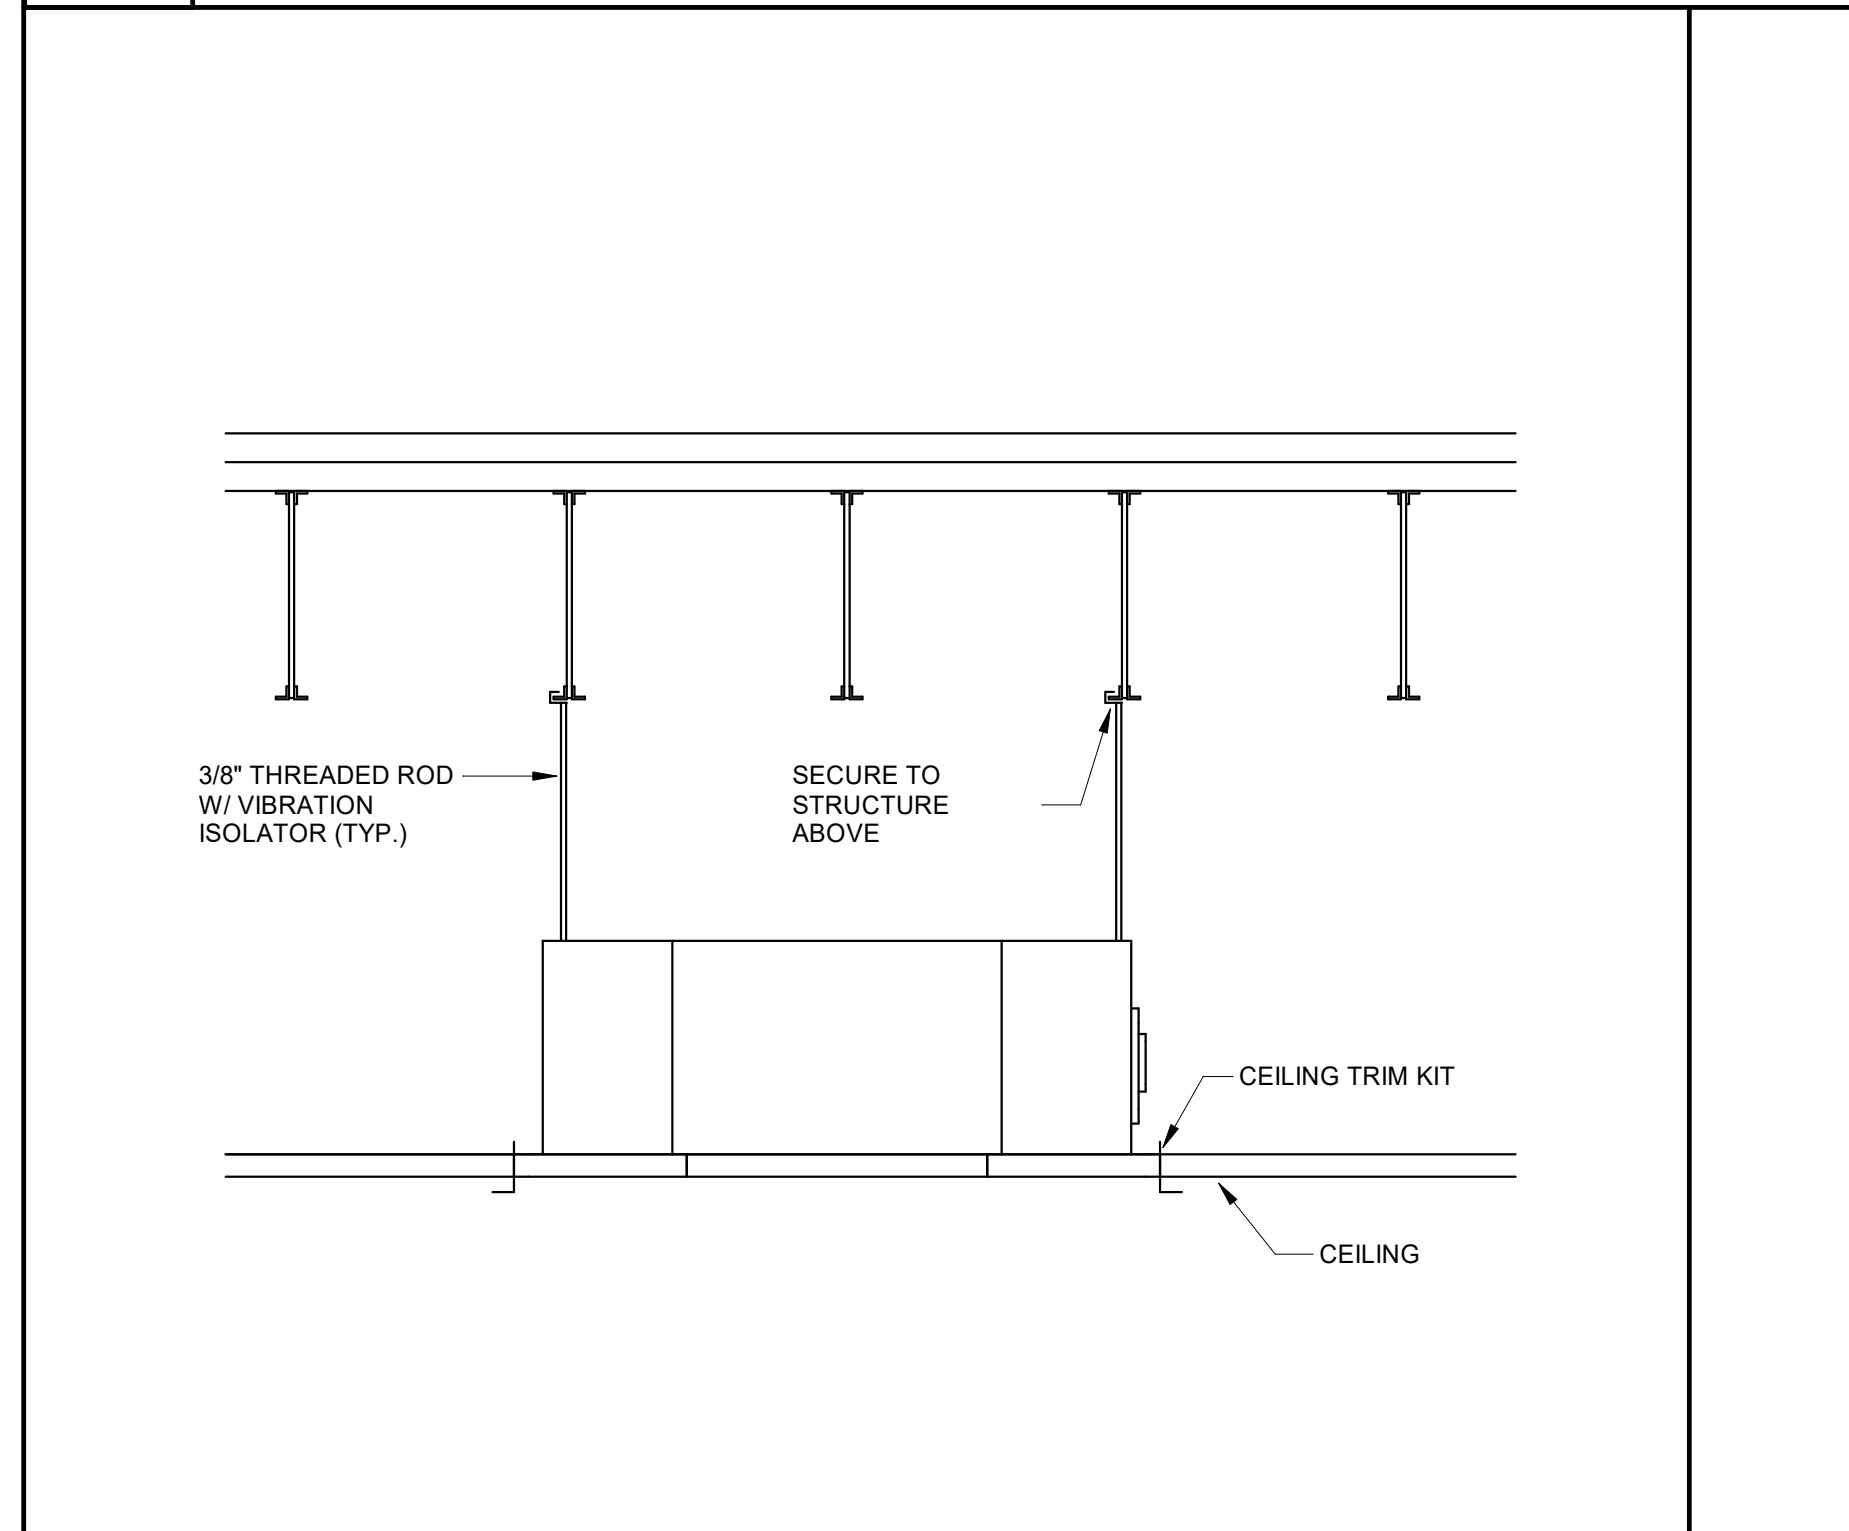 3/8" THREADED ROD
W/ VIBRATION
ISOLATOR (TYP.)
SECURE TO
STRUCTURE
ABOVE
CEILING TRIM KIT
CEILING